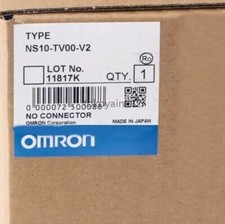 TYPE
NS10-TV00-V2
LOT No.
11817K
QTY. 1
NO CONNECTOR
OMRON Corporation
MADE IN JAPAN
OMRON